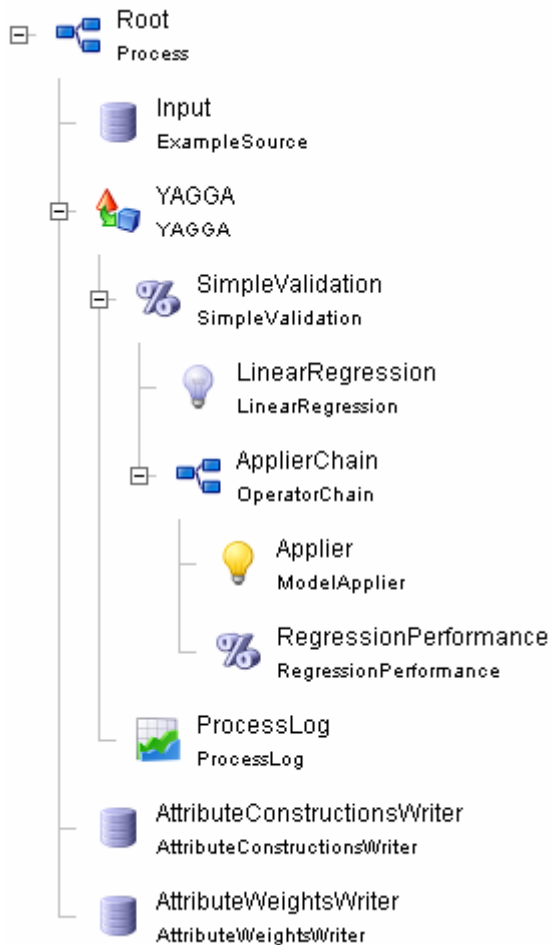 Root
Process
Input
ExampleSource
YAGGA
YAGGA
SimpleValidation
SimpleValidation
LinearRegression
LinearRegression
ApplierChain
OperatorChain
Applier
ModelApplier
RegressionPerformance
RegressionPerformance
ProcessLog
ProcessLog
AttributeConstructionsWriter
AttributeConstructionsWriter
AttributeWeightsWriter
AttributeWeightsWriter